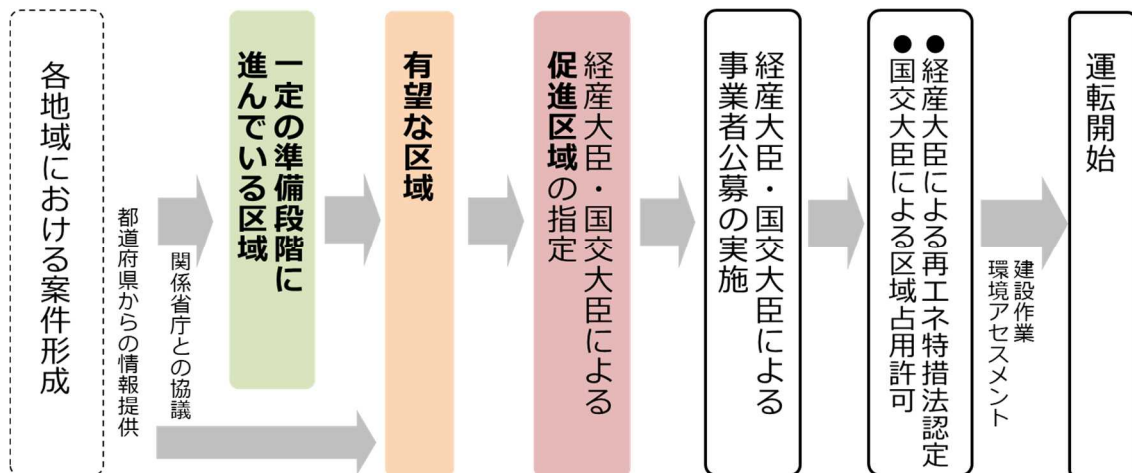 各地域における案件形成
都道府県からの情報提供
関係省庁との協議
一定の準備段階に
進んでいる区域
有望な区域
経産大臣・国交大臣による
促進区域の指定
経産大臣・国交大臣による
事業者公募の実施
●経産大臣による再エネ特措法認定
●国交大臣による区域占用許可
建設作業
環境アセスメント
運転開始